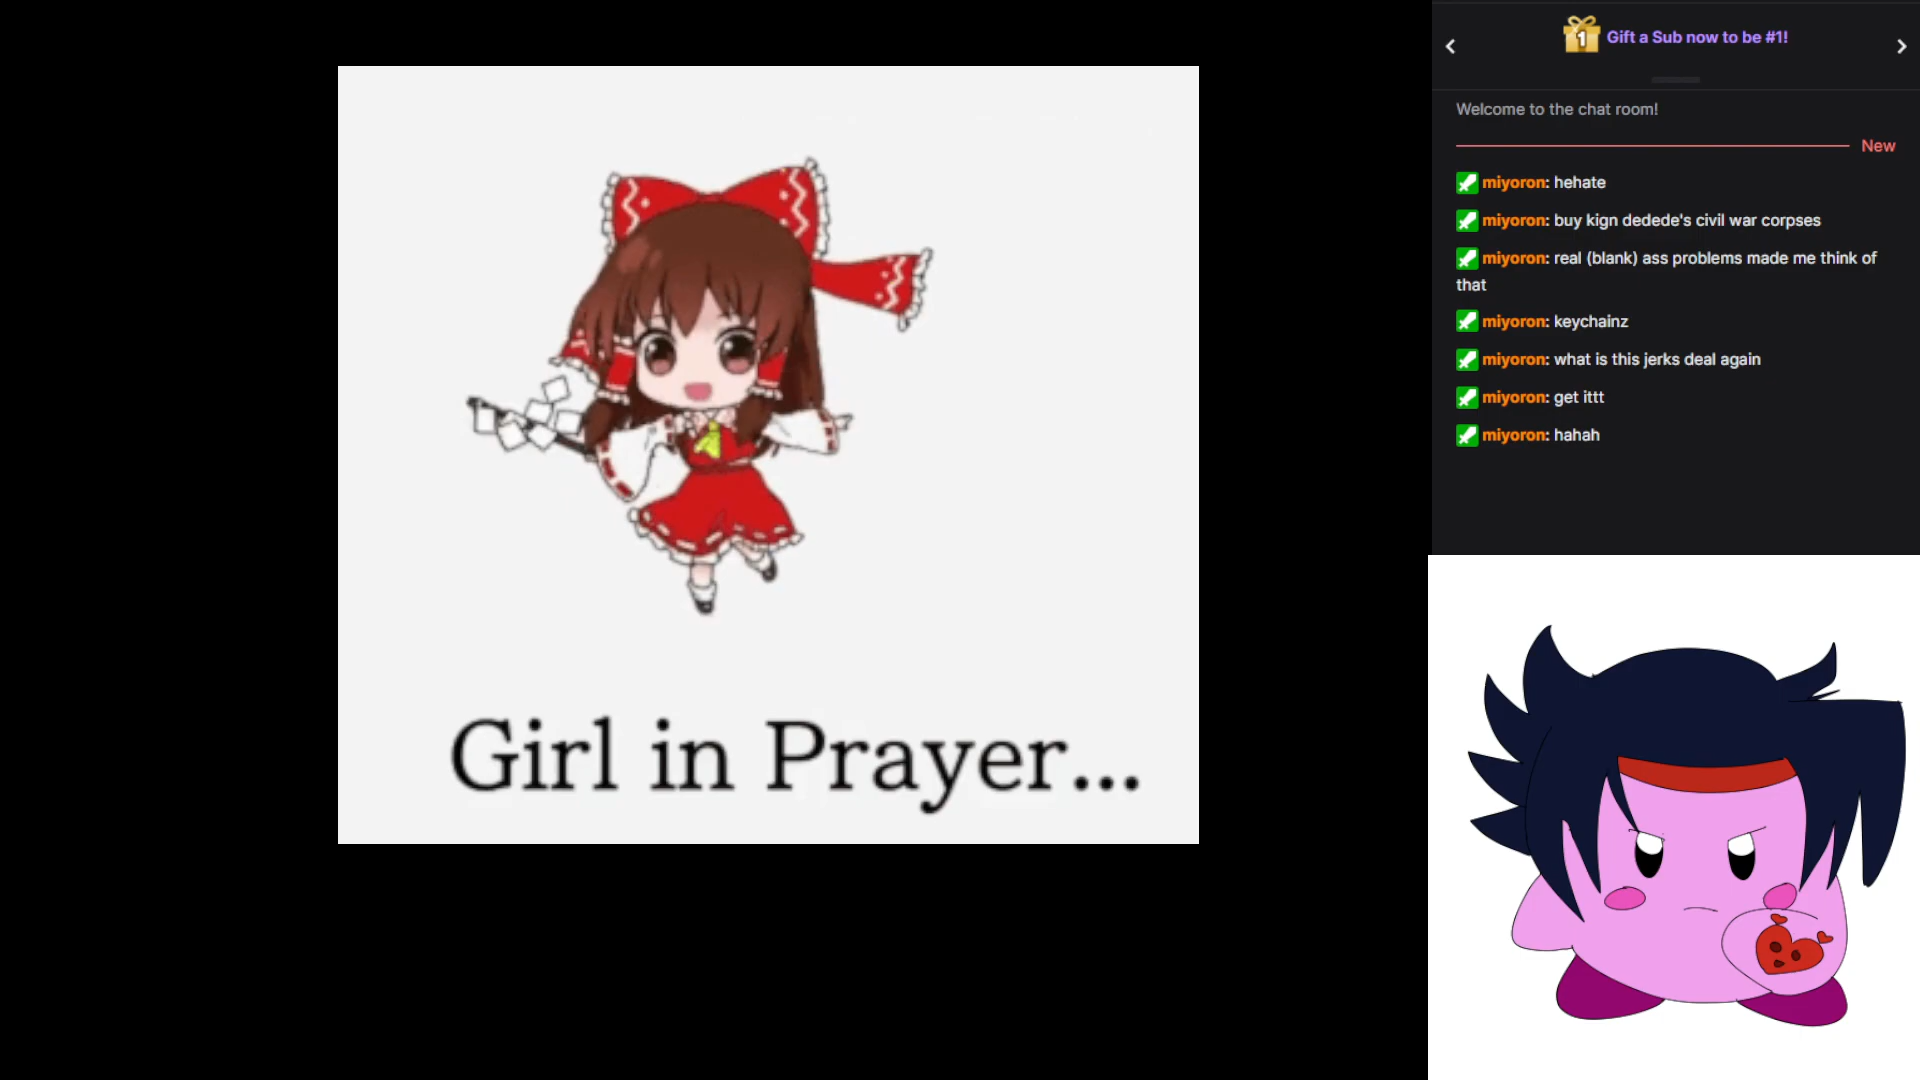 Girl in Prayer...
1
Gift a Sub now to be #1!
Welcome to the chat room!
New
miyoron: hehate
miyoron: buy kign dedede's civil war corpses
miyoron: real (blank) ass problems made me think of
that
miyoron: keychainz
miyoron: what is this jerks deal again
miyoron: get ittt
miyoron: hahah